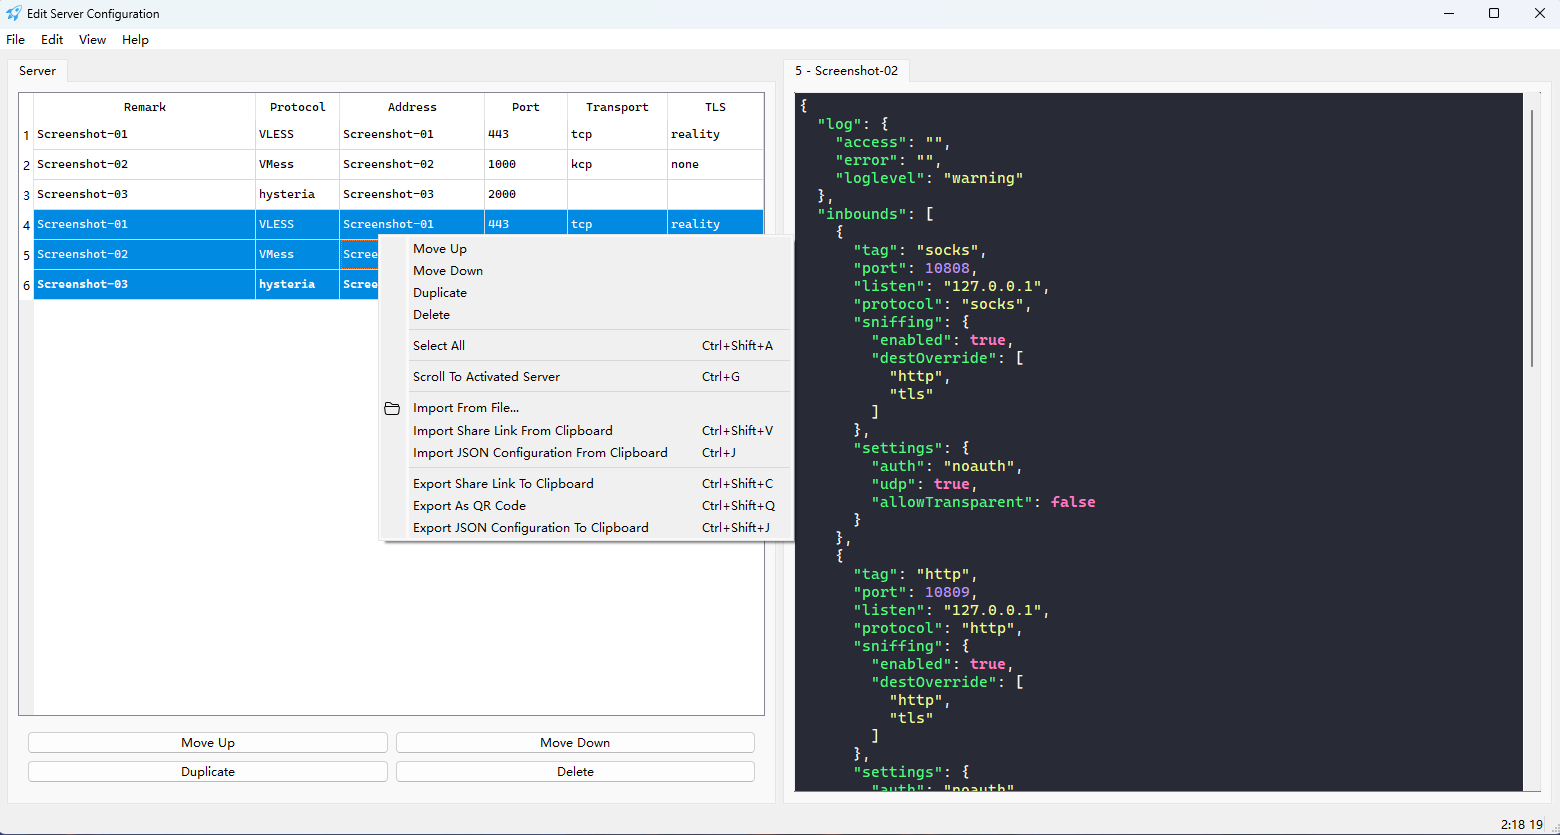 Edit Server Configuration
File Edit View Help
Server
Remark Protocol Address Port Transport TLS
1 Screenshot-01 VLESS Screenshot-01 443 tcp reality
2 Screenshot-02 VMess Screenshot-02 1000 kcp none
3 Screenshot-03 hysteria Screenshot-03 2000
4 Screenshot-01 VLESS Screenshot-01 443 tcp reality
5 Screenshot-02 VMess Scree
6 Screenshot-03 hysteria Scree
Move Up
Move Down
Duplicate
Delete
Select All Ctrl+Shift+A
Scroll To Activated Server Ctrl+G
Import From File...
Import Share Link From Clipboard Ctrl+Shift+V
Import JSON Configuration From Clipboard Ctrl+J
Export Share Link To Clipboard Ctrl+Shift+C
Export As QR Code Ctrl+Shift+Q
Export JSON Configuration To Clipboard Ctrl+Shift+J
Move Up Move Down
Duplicate Delete
5 - Screenshot-02
{
"log": {
"access": "",
"error": "",
"loglevel": "warning"
},
"inbounds": [
{
"tag": "socks",
"port": 10808,
"listen": "127.0.0.1",
"protocol": "socks",
"sniffing": {
"enabled": true,
"destOverride": [
"http",
"tls"
]
},
"settings": {
"auth": "noauth",
"udp": true,
"allowTransparent": false
}
},
{
"tag": "http",
"port": 10809,
"listen": "127.0.0.1",
"protocol": "http",
"sniffing": {
"enabled": true,
"destOverride": [
"http",
"tls"
]
},
"settings": {
"auth": "noauth"
2:18 19